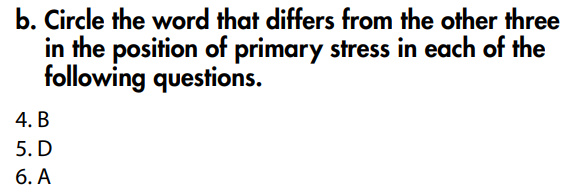 b. Circle the word that differs from the other three
in the position of primary stress in each of the
following questions.
4. B
5. D
6. A